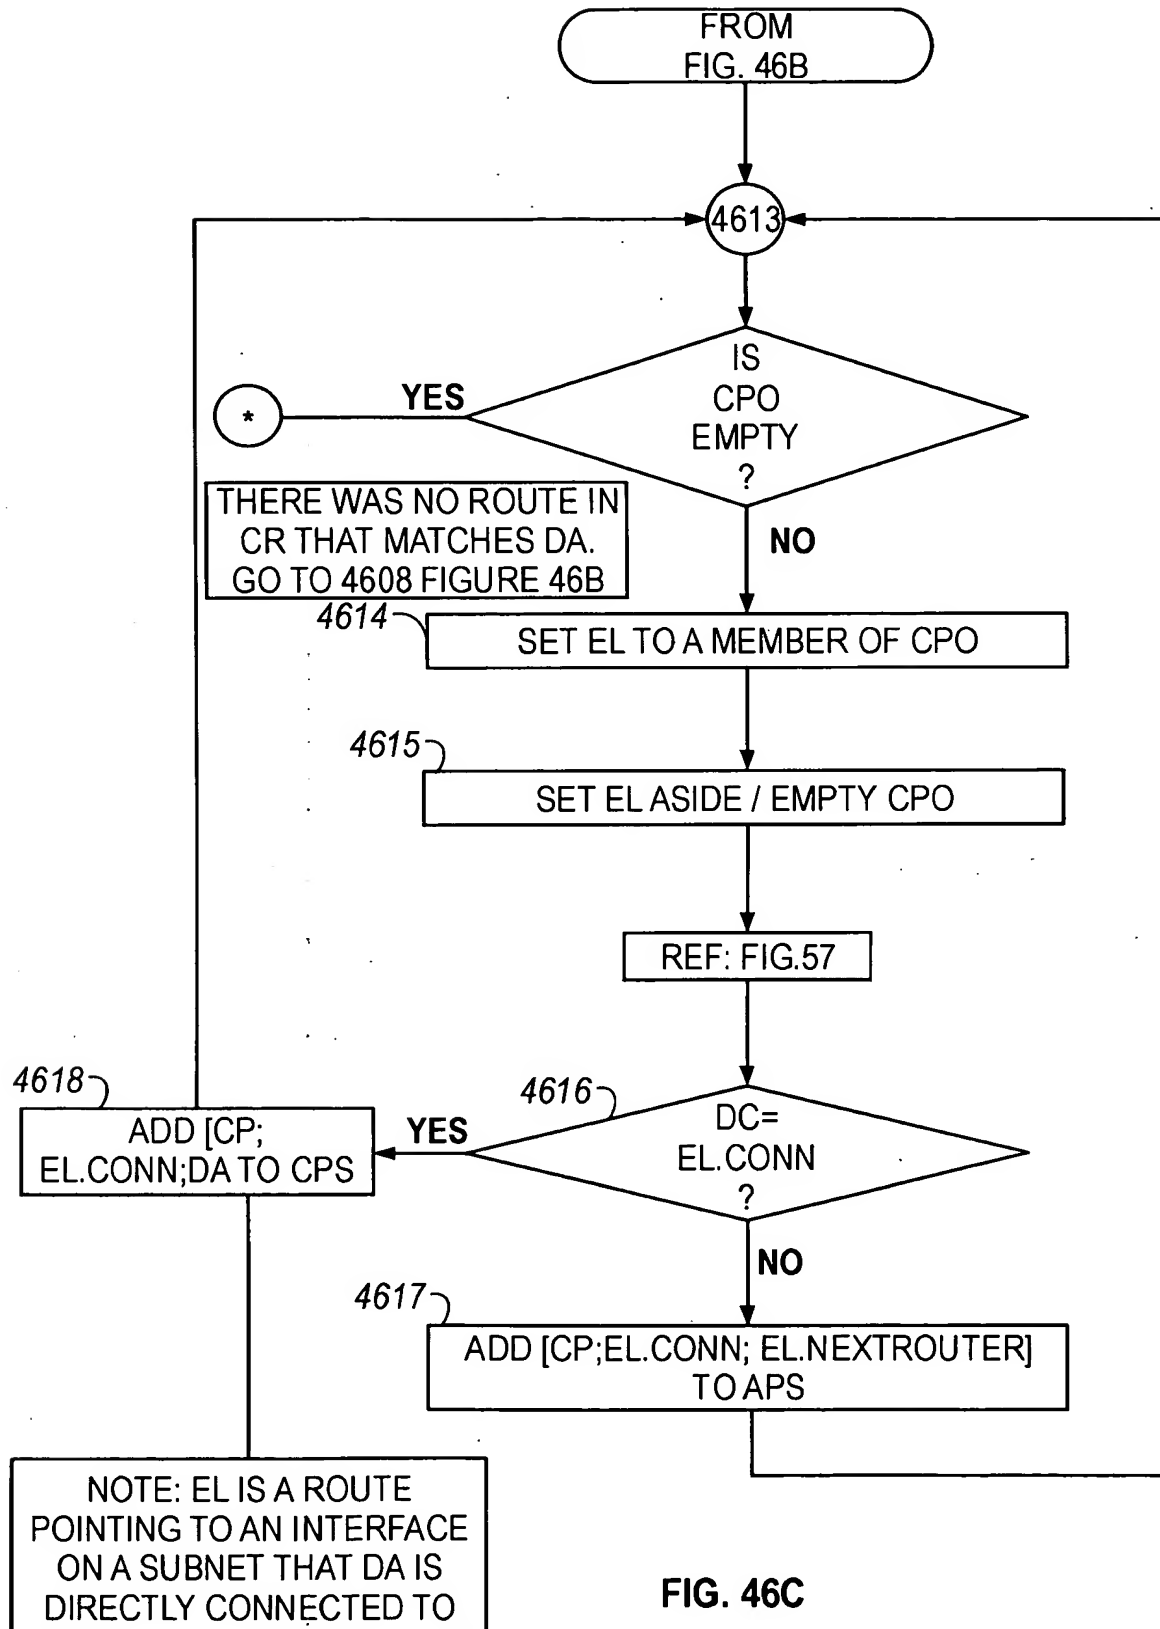 FROM
FIG. 46B
4613
IS
CPO
EMPTY
?
YES
*
THERE WAS NO ROUTE IN
CR THAT MATCHES DA.
GO TO 4608 FIGURE 46B
NO
4614
SET EL TO A MEMBER OF CPO
4615
SET EL ASIDE / EMPTY CPO
REF: FIG.57
4616
DC=
EL.CONN
?
YES
4618
ADD [CP;
EL.CONN;DA TO CPS
NO
4617
ADD [CP;EL.CONN; EL.NEXTROUTER]
TO APS
NOTE: EL IS A ROUTE
POINTING TO AN INTERFACE
ON A SUBNET THAT DA IS
DIRECTLY CONNECTED TO
FIG. 46C